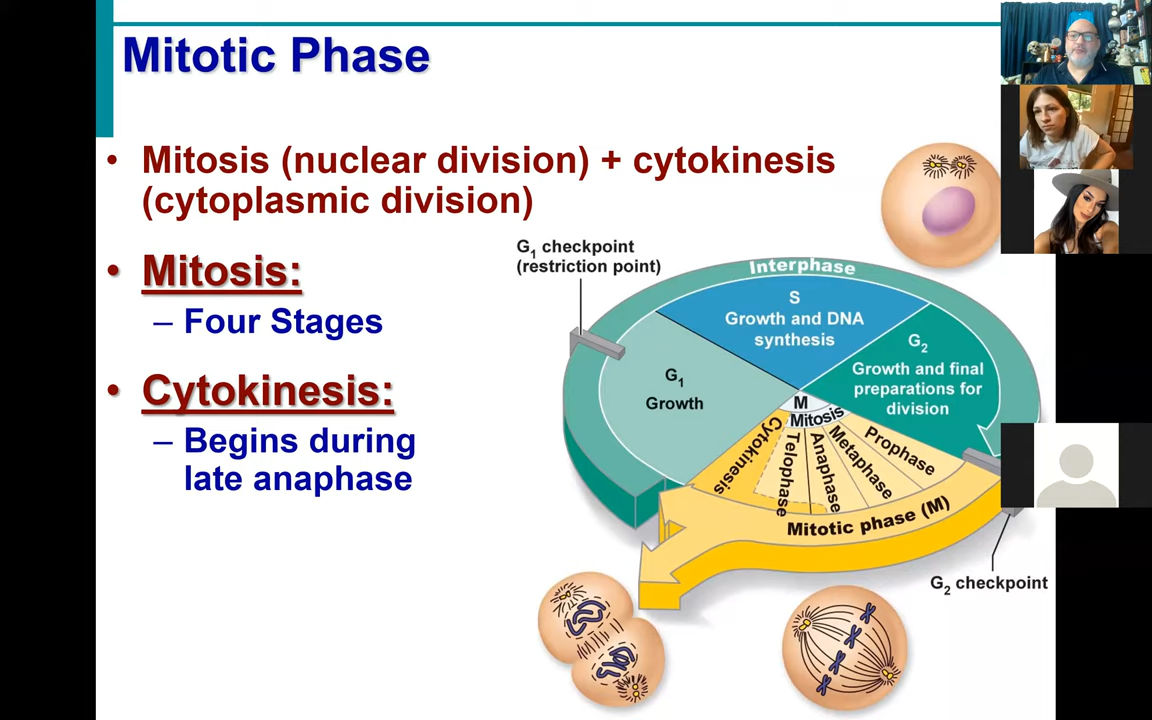 Mitotic Phase
• Mitosis (nuclear division) + cytokinesis
(cytoplasmic division)
• Mitosis:
– Four Stages
• Cytokinesis:
– Begins during
late anaphase
G1 checkpoint
(restriction point)
Interphase
S
Growth and DNA
synthesis
G2
Growth and final
preparations for
division
G1
Growth
M
Mitosis
Cytokinesis
Telophase
Anaphase
Metaphase
Prophase
Mitotic phase (M)
G2 checkpoint